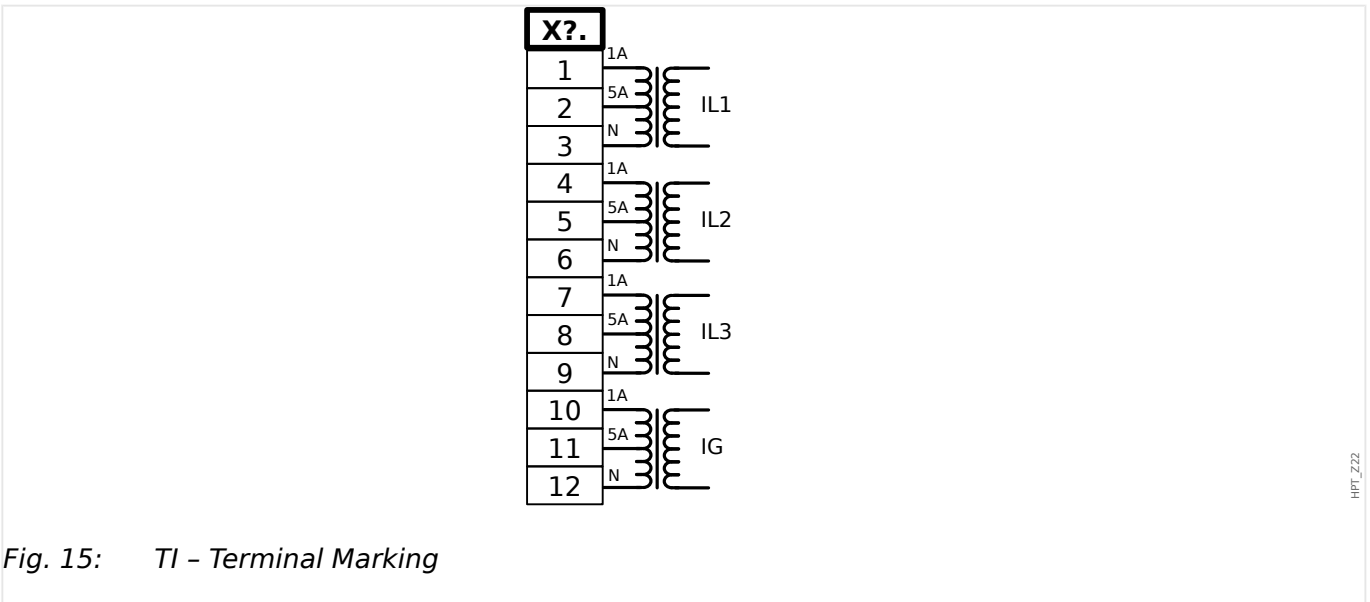 X?.
1A
1
5A
2
IL1
N
3
1A
4
5A
5
IL2
N
6
1A
7
5A
8
IL3
N
9
1A
10
5A
11
IG
N
12
HPT_Z22
Fig. 15: TI – Terminal Marking